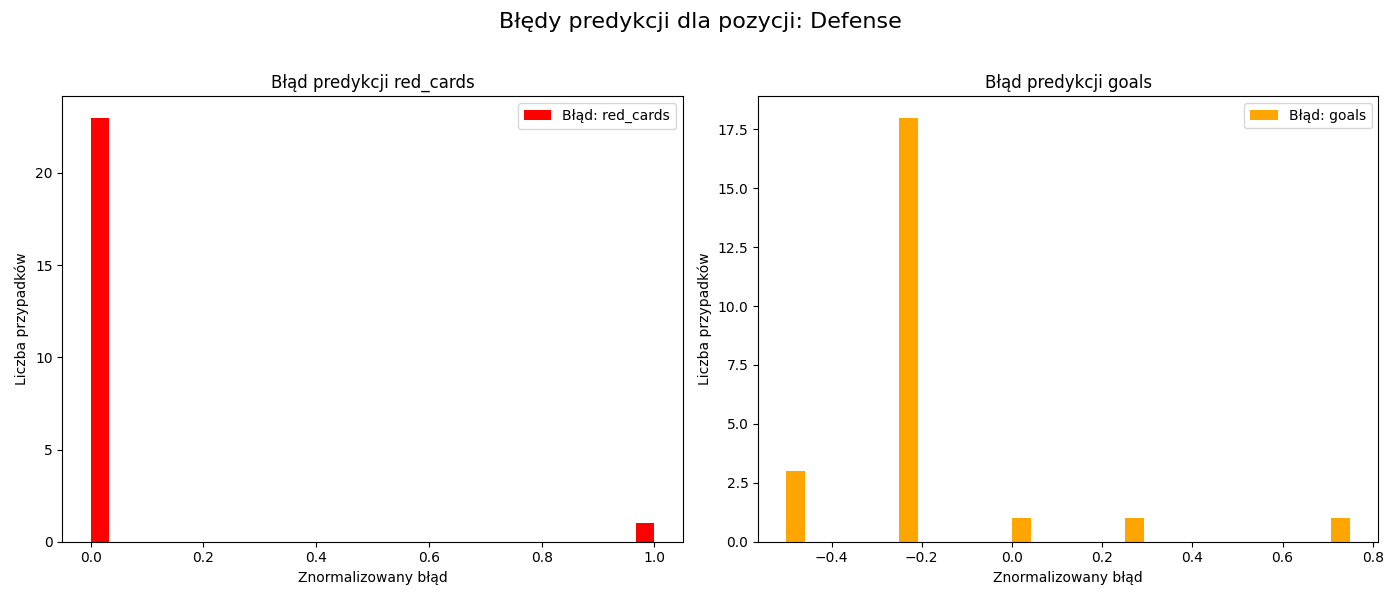 Błędy predykcji dla pozycji: Defense
Błąd predykcji red_cards
Błąd: red_cards
Liczba przypadków
20
15
10
5
0
0.0 0.2 0.4 0.6 0.8 1.0
Znormalizowany błąd
Błąd predykcji goals
Błąd: goals
Liczba przypadków
17.5
15.0
12.5
10.0
7.5
5.0
2.5
0.0
−0.4 −0.2 0.0 0.2 0.4 0.6 0.8
Znormalizowany błąd